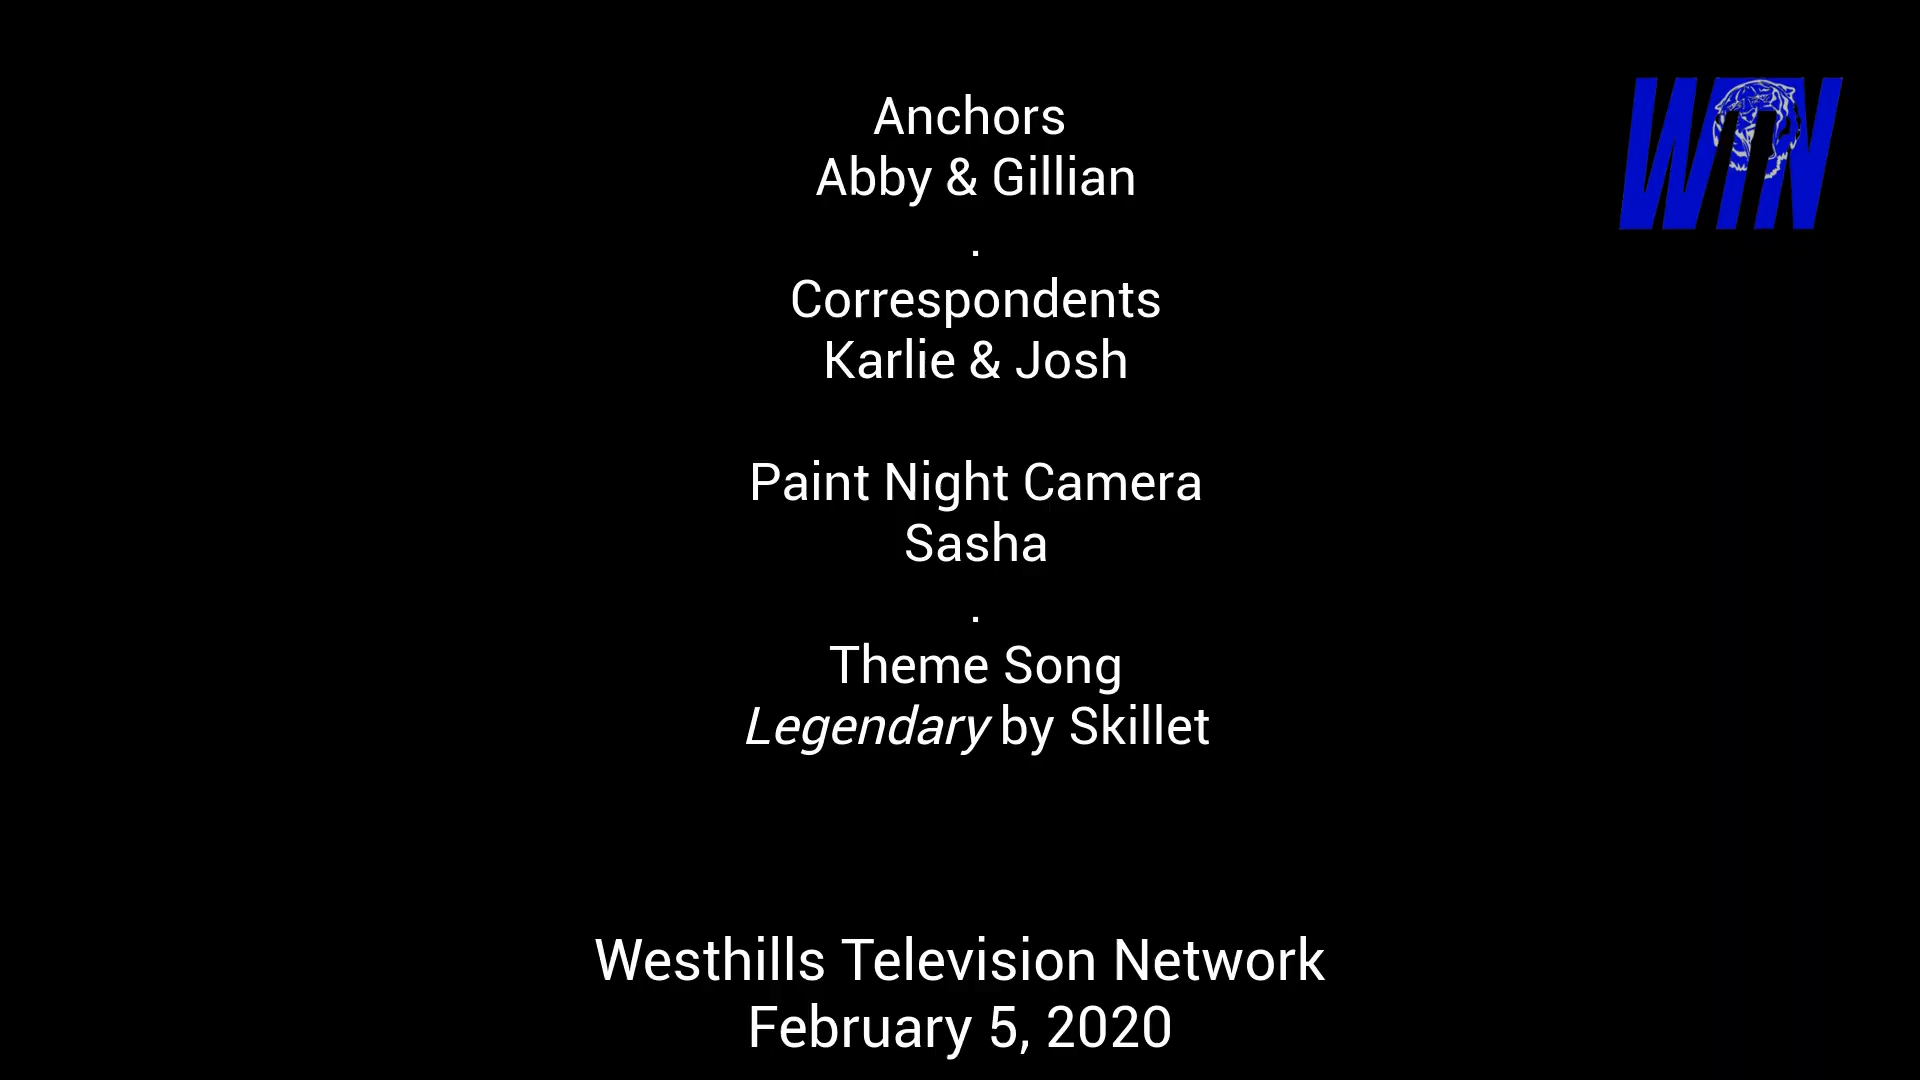 WTN
Anchors
Abby & Gillian
.
Correspondents
Karlie & Josh
Paint Night Camera
Sasha
.
Theme Song
Legendary by Skillet
Westhills Television Network
February 5, 2020